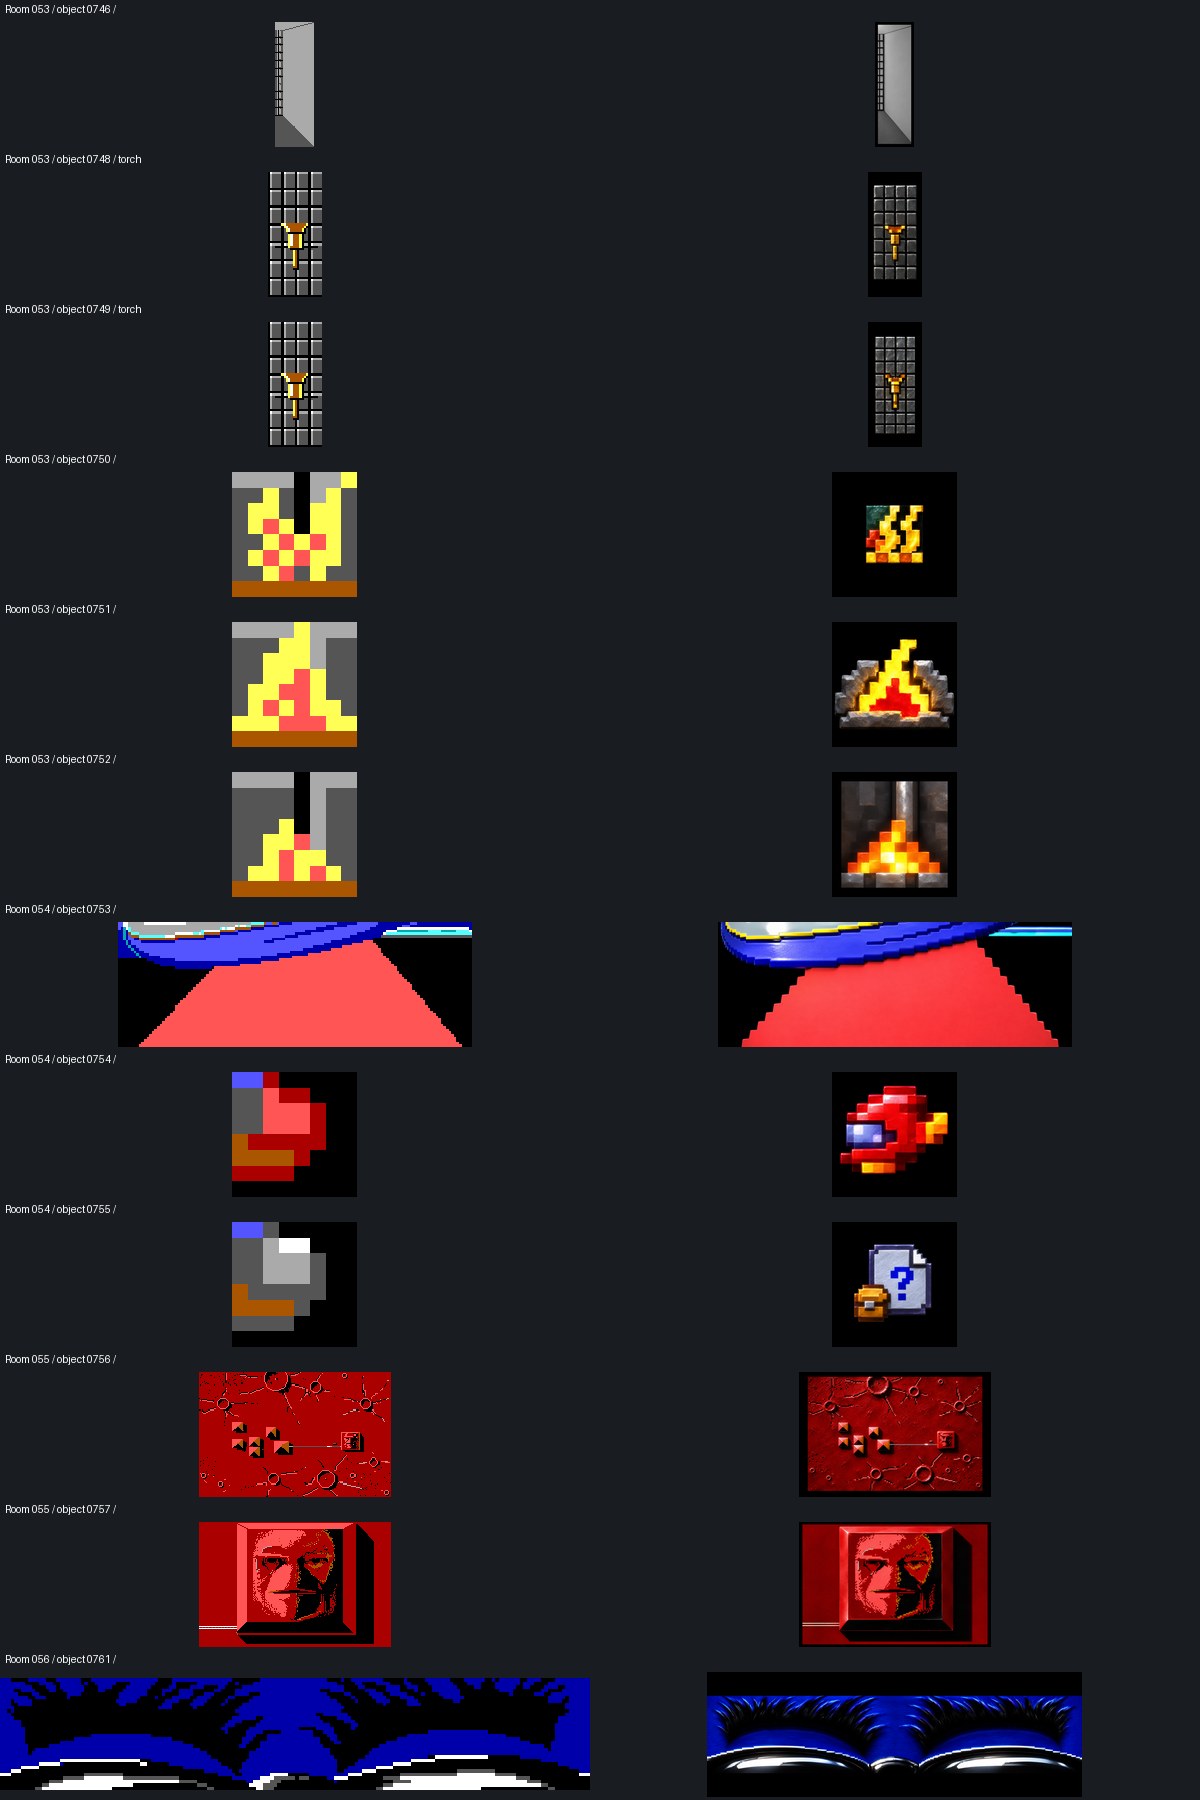 Room 053 / object 0746 /
Room 053 / object 0748 / torch
Room 053 / object 0749 / torch
Room 053 / object 0750 /
Room 053 / object 0751 /
Room 053 / object 0752 /
Room 054 / object 0753 /
Room 054 / object 0754 /
Room 054 / object 0755 /
?
Room 055 / object 0756 /
Room 055 / object 0757 /
Room 056 / object 0761 /